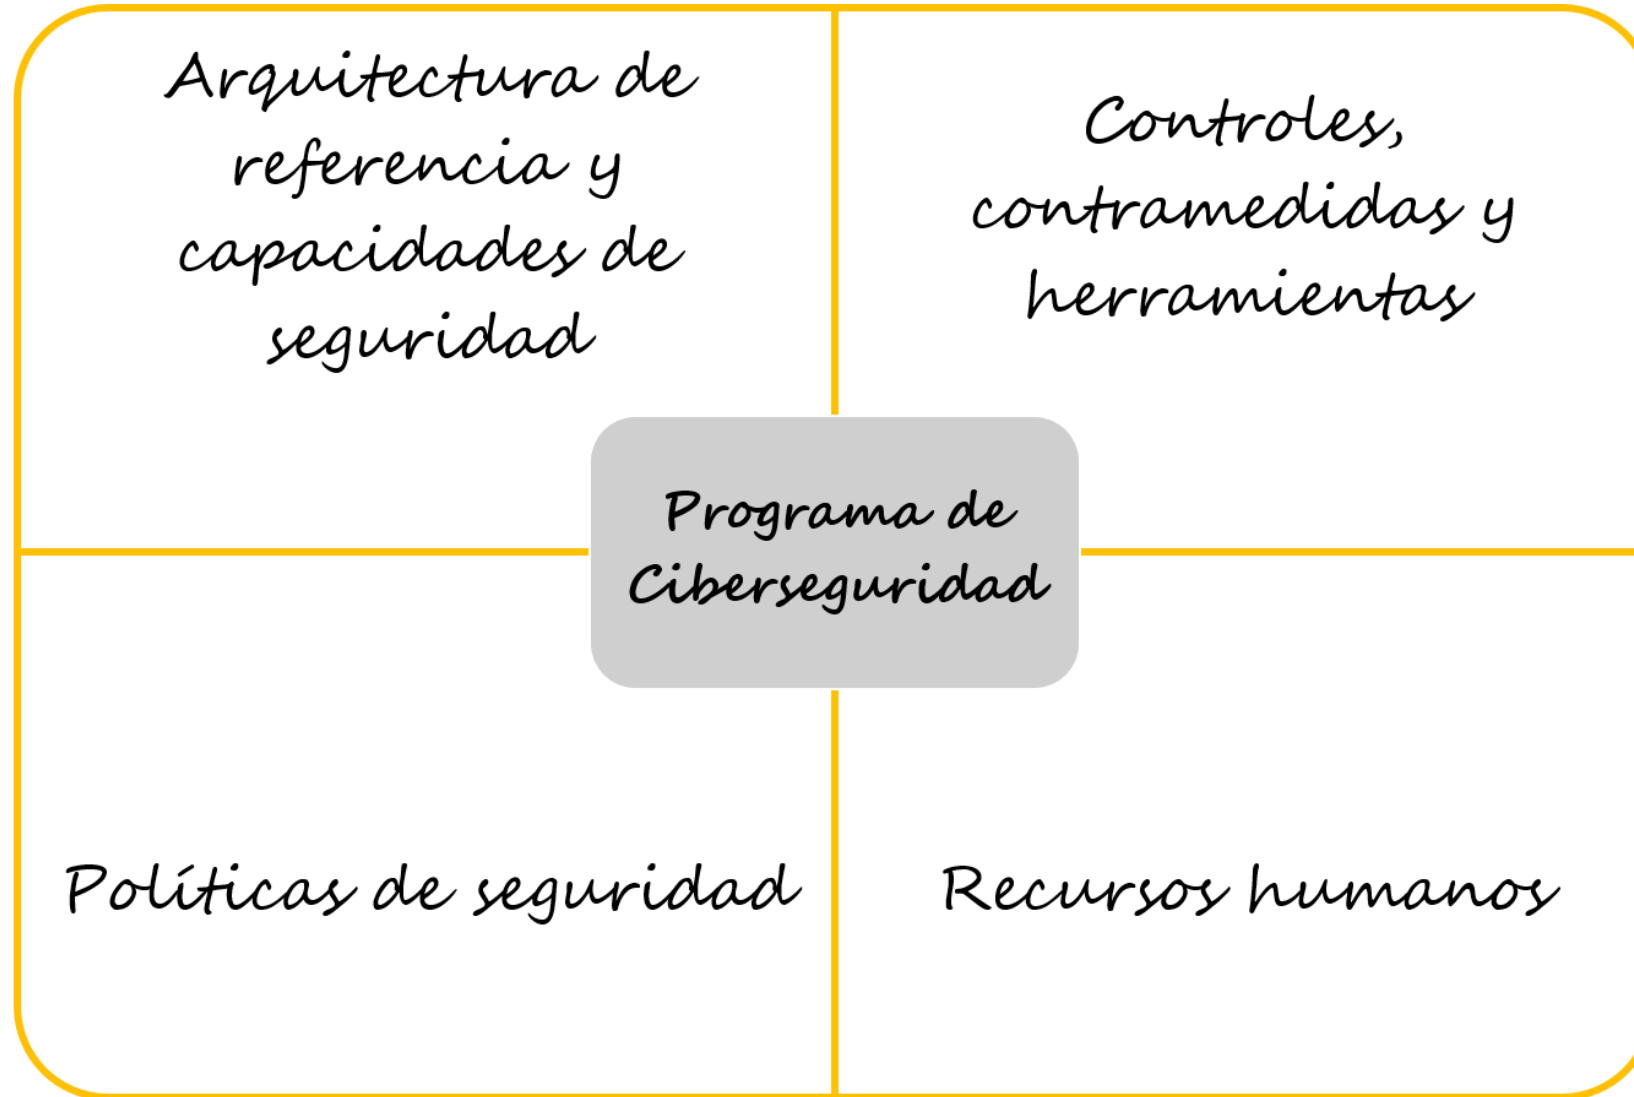 Arquitectura de
referencia y
capacidades de
seguridad
Controles,
contramedidas y
herramientas
Programa de
Ciberseguridad
Políticas de seguridad
Recursos humanos